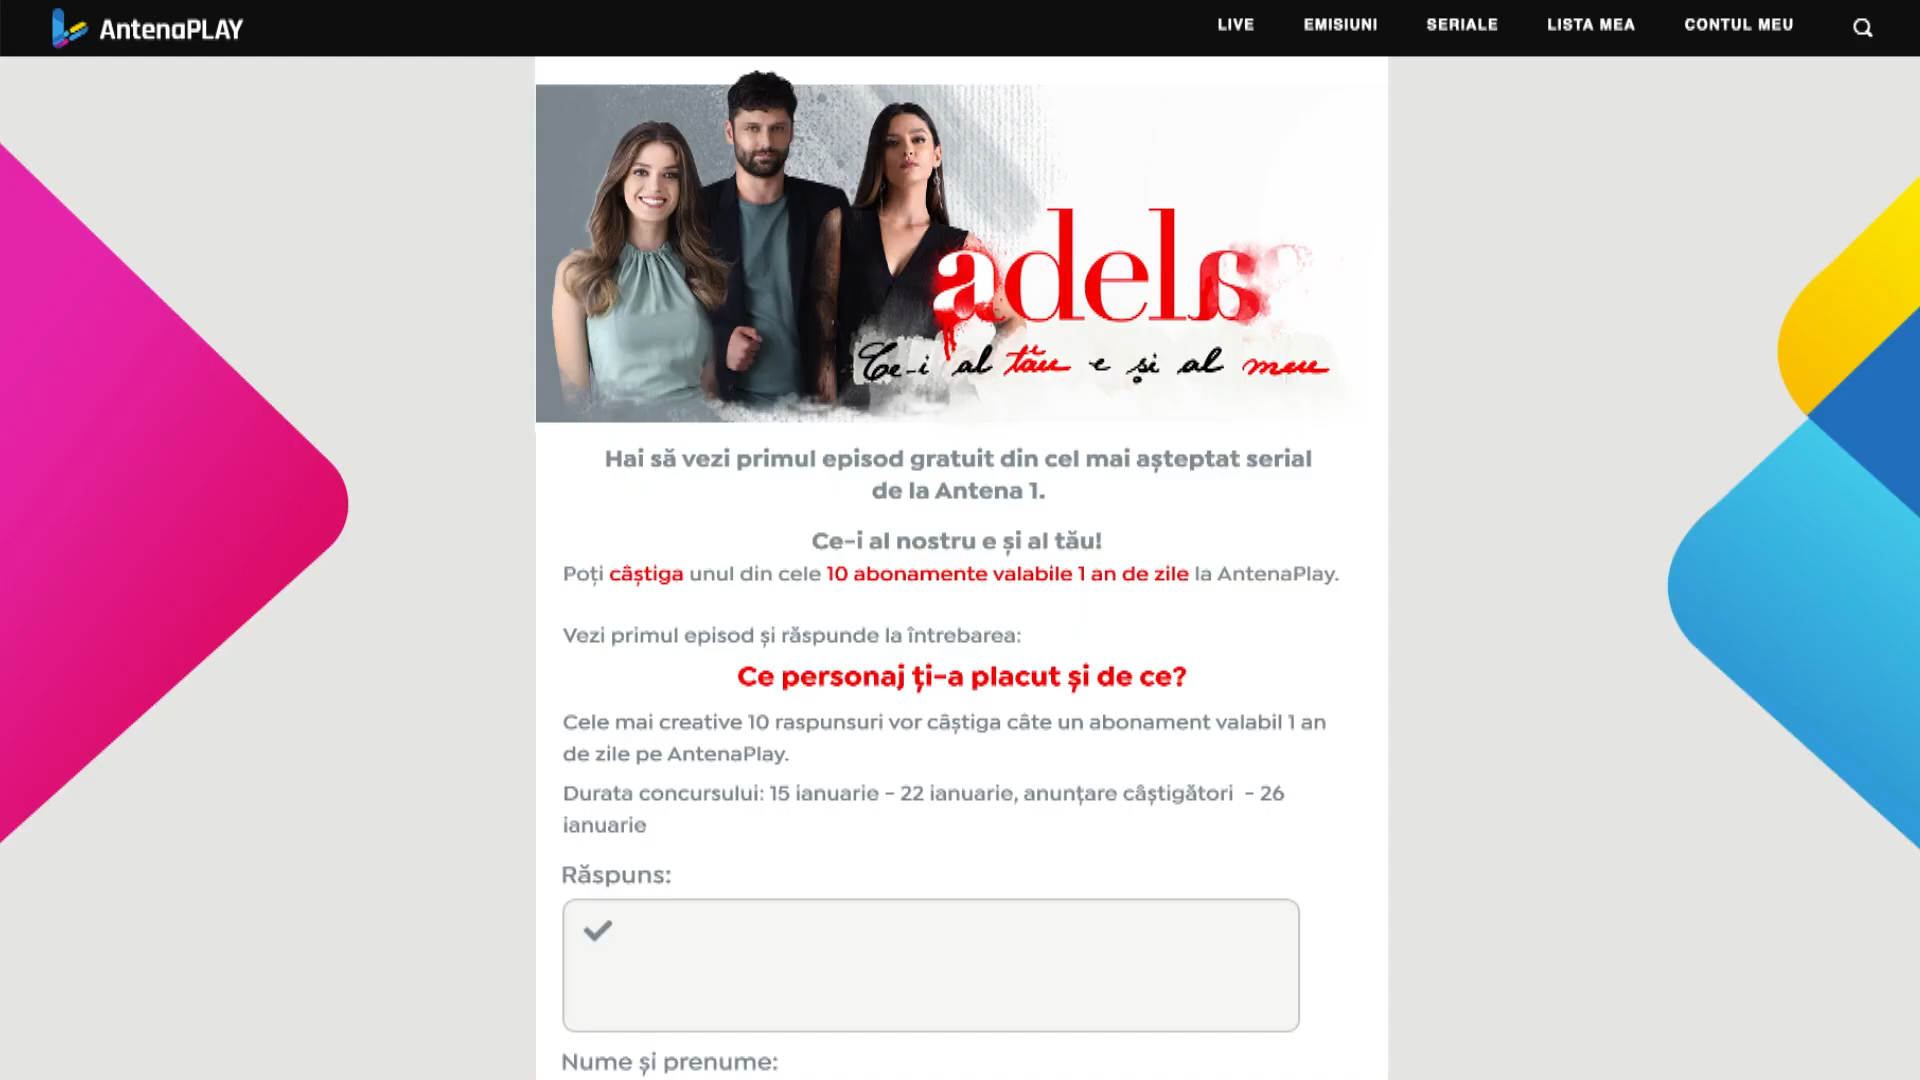 AntenaPLAY
LIVE
EMISIUNI
SERIALE
LISTA MEA
CONTUL MEU
adela
Ce-i al tău e și al meu
Hai să vezi primul episod gratuit din cel mai așteptat serial
de la Antena 1.
Ce-i al nostru e și al tău!
Poți câștiga unul din cele 10 abonamente valabile 1 an de zile la AntenaPlay.
Vezi primul episod și răspunde la întrebarea:
Ce personaj ți-a placut și de ce?
Cele mai creative 10 raspunsuri vor câștiga câte un abonament valabil 1 an
de zile pe AntenaPlay.
Durata concursului: 15 ianuarie - 22 ianuarie, anunțare câștigători - 26
ianuarie
Răspuns:
Nume și prenume: